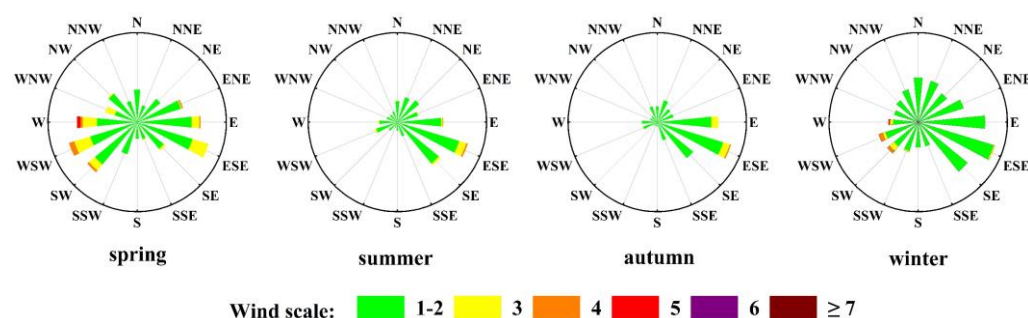 N
NNW NNE
NW NE
WNW ENE
W E
WSW ESE
SW SE
SSW SSE
S
spring
N
NNW NNE
NW NE
WNW ENE
W E
WSW ESE
SW SE
SSW SSE
S
summer
N
NNW NNE
NW NE
WNW ENE
W E
WSW ESE
SW SE
SSW SSE
S
autumn
N
NNW NNE
NW NE
WNW ENE
W E
WSW ESE
SW SE
SSW SSE
S
winter
Wind scale: 1-2 3 4 5 6 ≥ 7